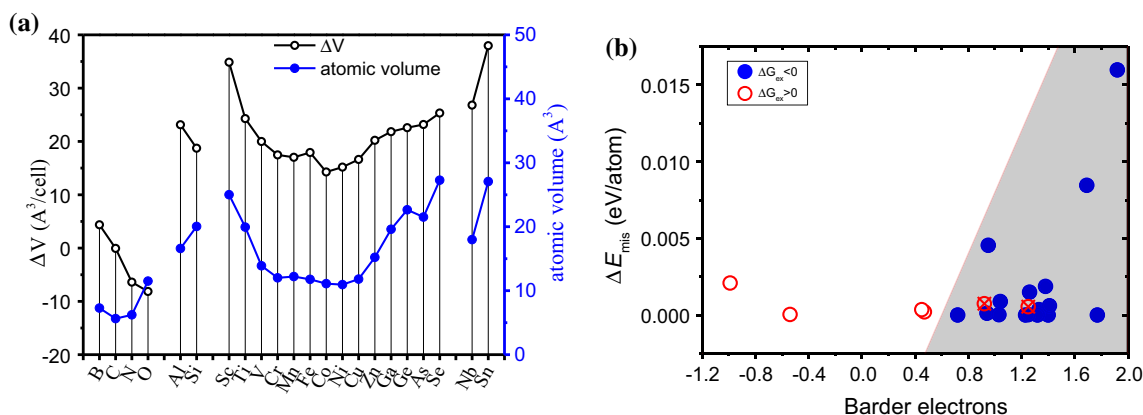 (a)
40
30
20
10
0
-10
-20
ΔV (A³/cell)
ΔV
atomic volume
50
40
30
20
10
0
atomic volume (A³)
B C N O Al Si Sc Ti V Cr Mn Fe Co Ni Cu Zn Ga Ge As Se Nb Sn
(b)
ΔG_ex<0
ΔG_ex>0
0.015
0.010
0.005
0.000
ΔE_mis (eV/atom)
-1.2 -0.8 -0.4 0.0 0.4 0.8 1.2 1.6 2.0
Barder electrons